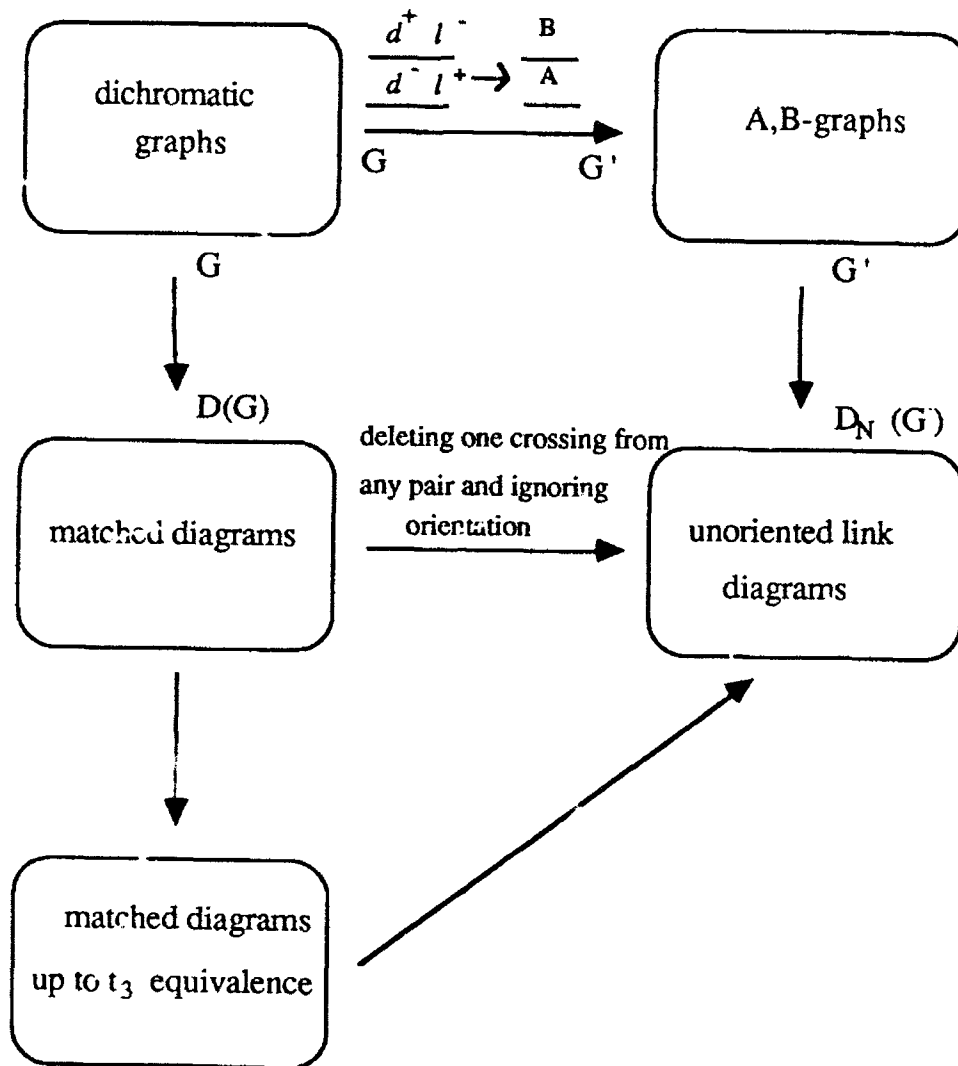 d⁺ l⁻ B
d⁻ l⁺ → A
dichromatic
graphs
A,B-graphs
G G'
G G'
D(G) D_N (G')
deleting one crossing from
any pair and ignoring
orientation
matched diagrams
unoriented link
diagrams
matched diagrams
up to t₃ equivalence